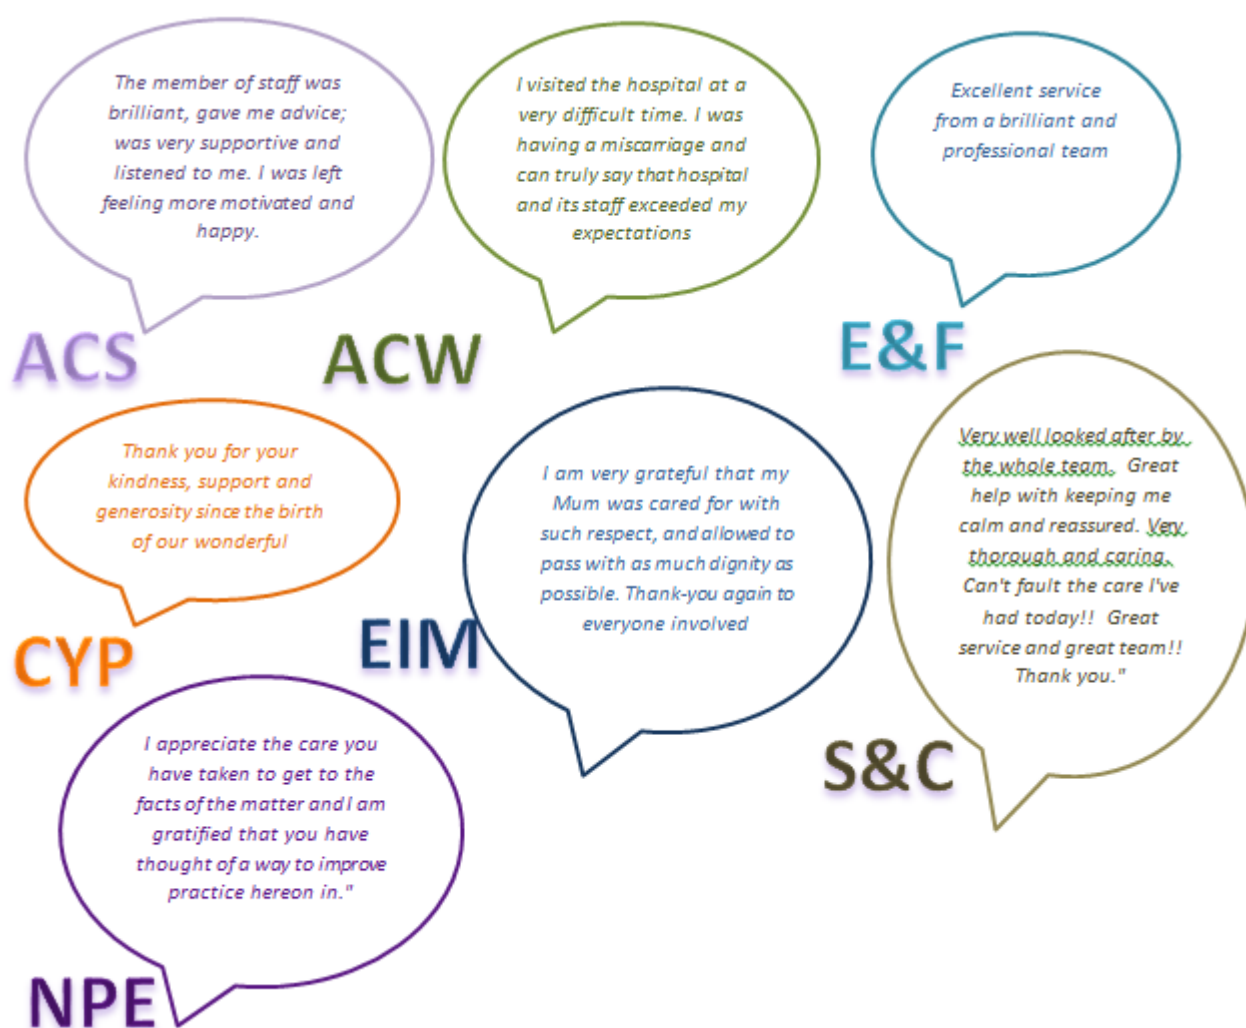 The member of staff was
brilliant, gave me advice;
was very supportive and
listened to me. I was left
feeling more motivated and
happy.
ACS
I visited the hospital at a
very difficult time. I was
having a miscarriage and
can truly say that hospital
and its staff exceeded my
expectations
ACW
Excellent service
from a brilliant and
professional team
E&F
Thank you for your
kindness, support and
generosity since the birth
of our wonderful
CYP
I am very grateful that my
Mum was cared for with
such respect, and allowed to
pass with as much dignity as
possible. Thank-you again to
everyone involved
EIM
Very well looked after by
the whole team. Great
help with keeping me
calm and reassured. Very
thorough and caring.
Can't fault the care I've
had today!! Great
service and great team!!
Thank you."
S&C
I appreciate the care you
have taken to get to the
facts of the matter and I am
gratified that you have
thought of a way to improve
practice hereon in."
NPE